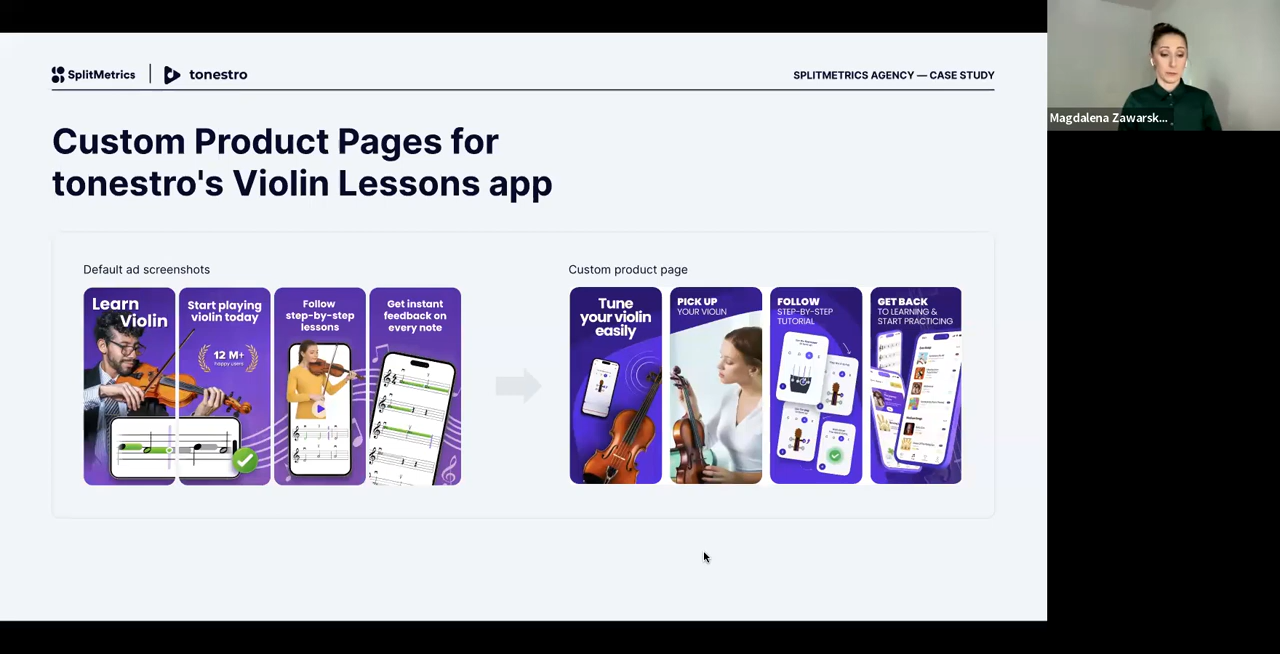 SplitMetrics
tonestro
SPLITMETRICS AGENCY — CASE STUDY
Custom Product Pages for
tonestro's Violin Lessons app
Default ad screenshots
Learn
Violin
Start playing
violin today
12 M+
happy users
Follow
step-by-step
lessons
Get instant
feedback on
every note
Custom product page
Tune
your violin
easily
PICK UP
YOUR VIOLIN
FOLLOW
STEP-BY-STEP
TUTORIAL
GET BACK
TO LEARNING &
START PRACTICING
Magdalena Zawarsk...